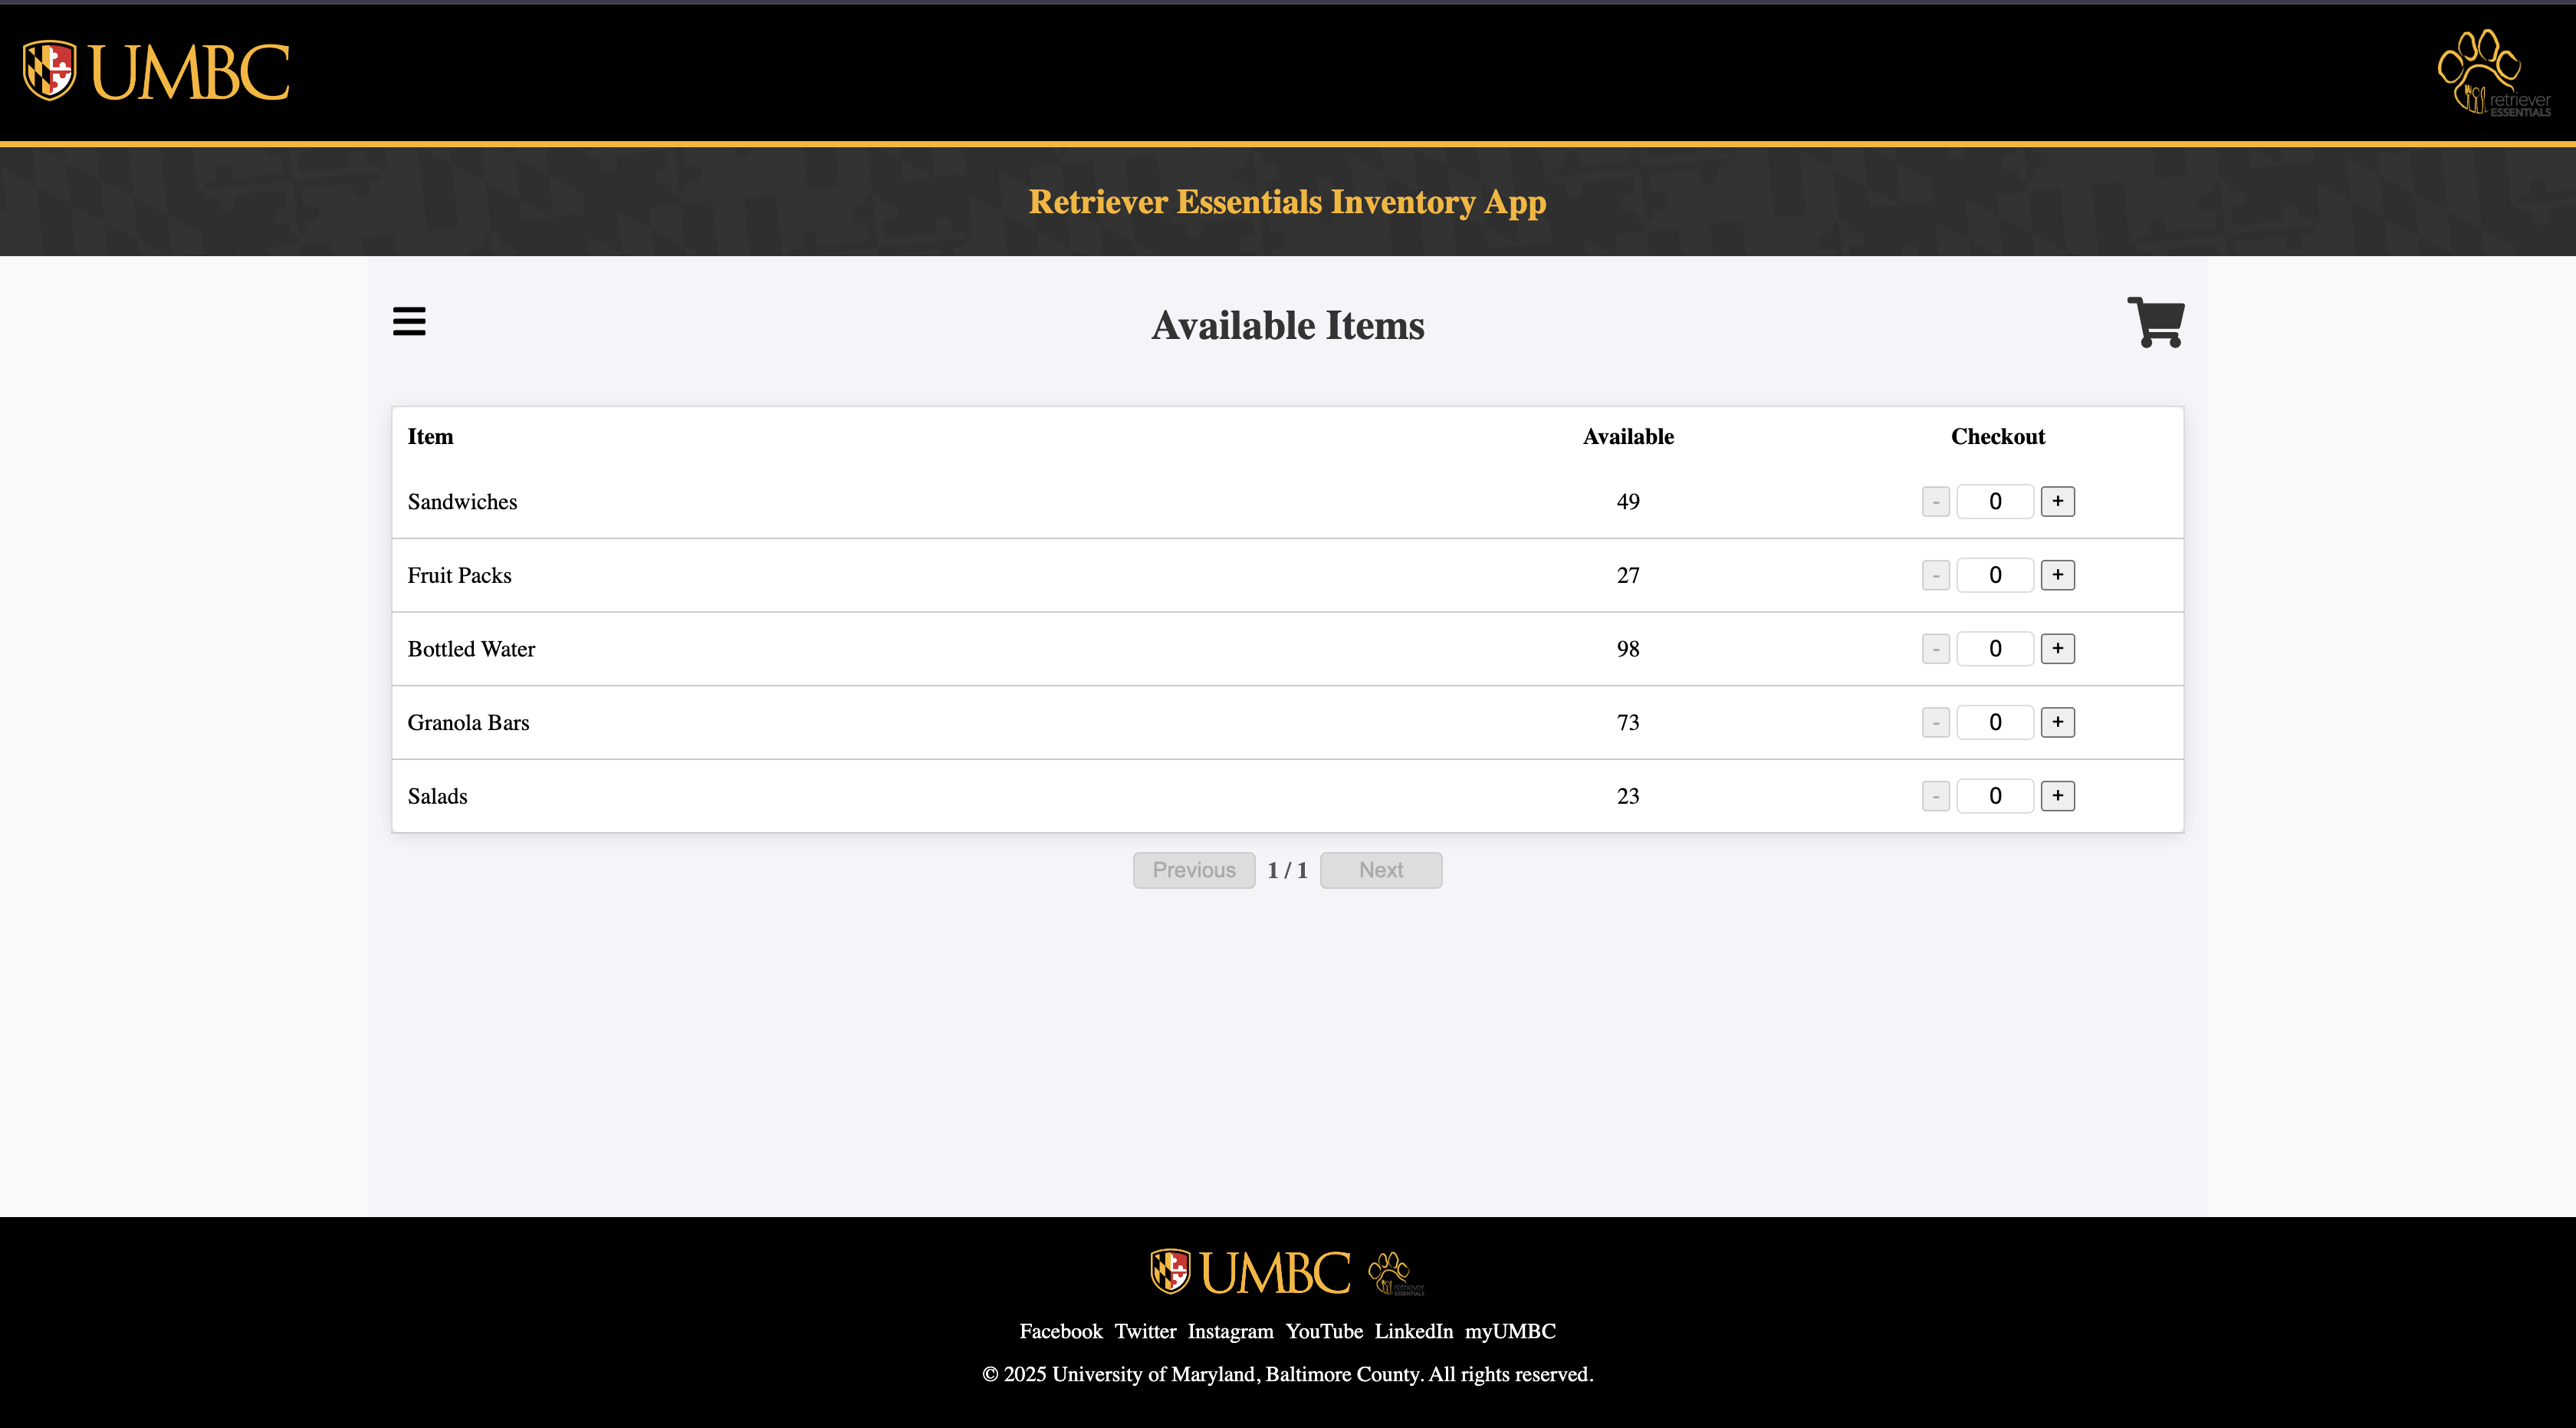 UMBC
retriever
ESSENTIALS
Retriever Essentials Inventory App
Available Items
Item Available Checkout
Sandwiches 49 - 0 +
Fruit Packs 27 - 0 +
Bottled Water 98 - 0 +
Granola Bars 73 - 0 +
Salads 23 - 0 +
Previous 1 / 1 Next
UMBC
retriever
ESSENTIALS
Facebook Twitter Instagram YouTube LinkedIn myUMBC
© 2025 University of Maryland, Baltimore County. All rights reserved.